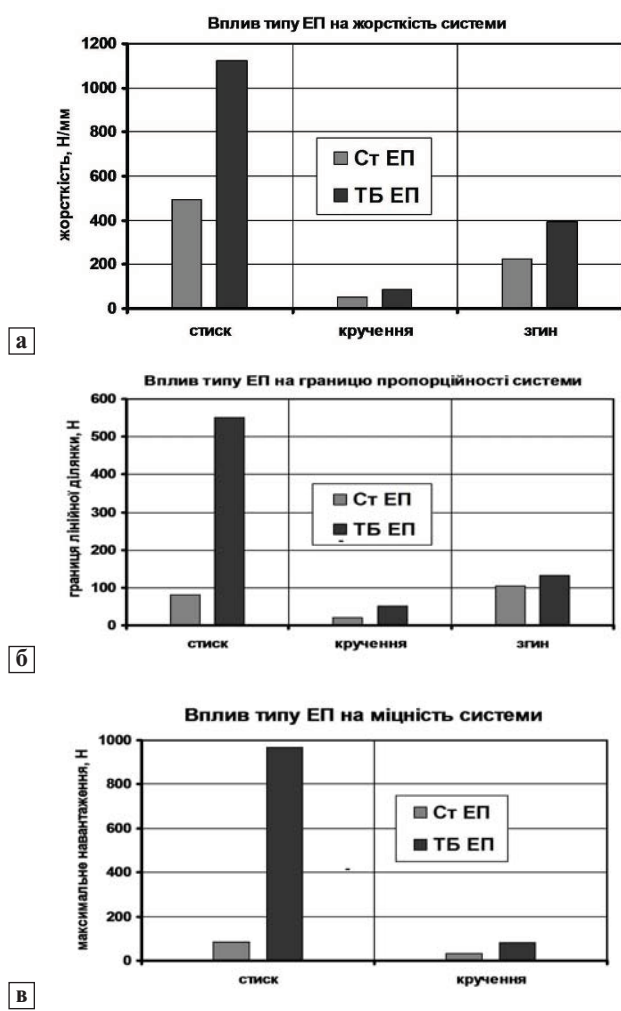 Вплив типу ЕП на жорсткість системи
жорсткість, Н/мм
1200
1000
800
600
400
200
0
Ст ЕП
ТБ ЕП
стиск кручення згин
а
Вплив типу ЕП на границю пропорційності системи
границя лінійної ділянки, Н
600
500
400
300
200
100
0
Ст ЕП
ТБ ЕП
стиск кручення згин
б
Вплив типу ЕП на міцність системи
максимальне навантаження, Н
1000
800
600
400
200
0
Ст ЕП
ТБ ЕП
стиск кручення
в